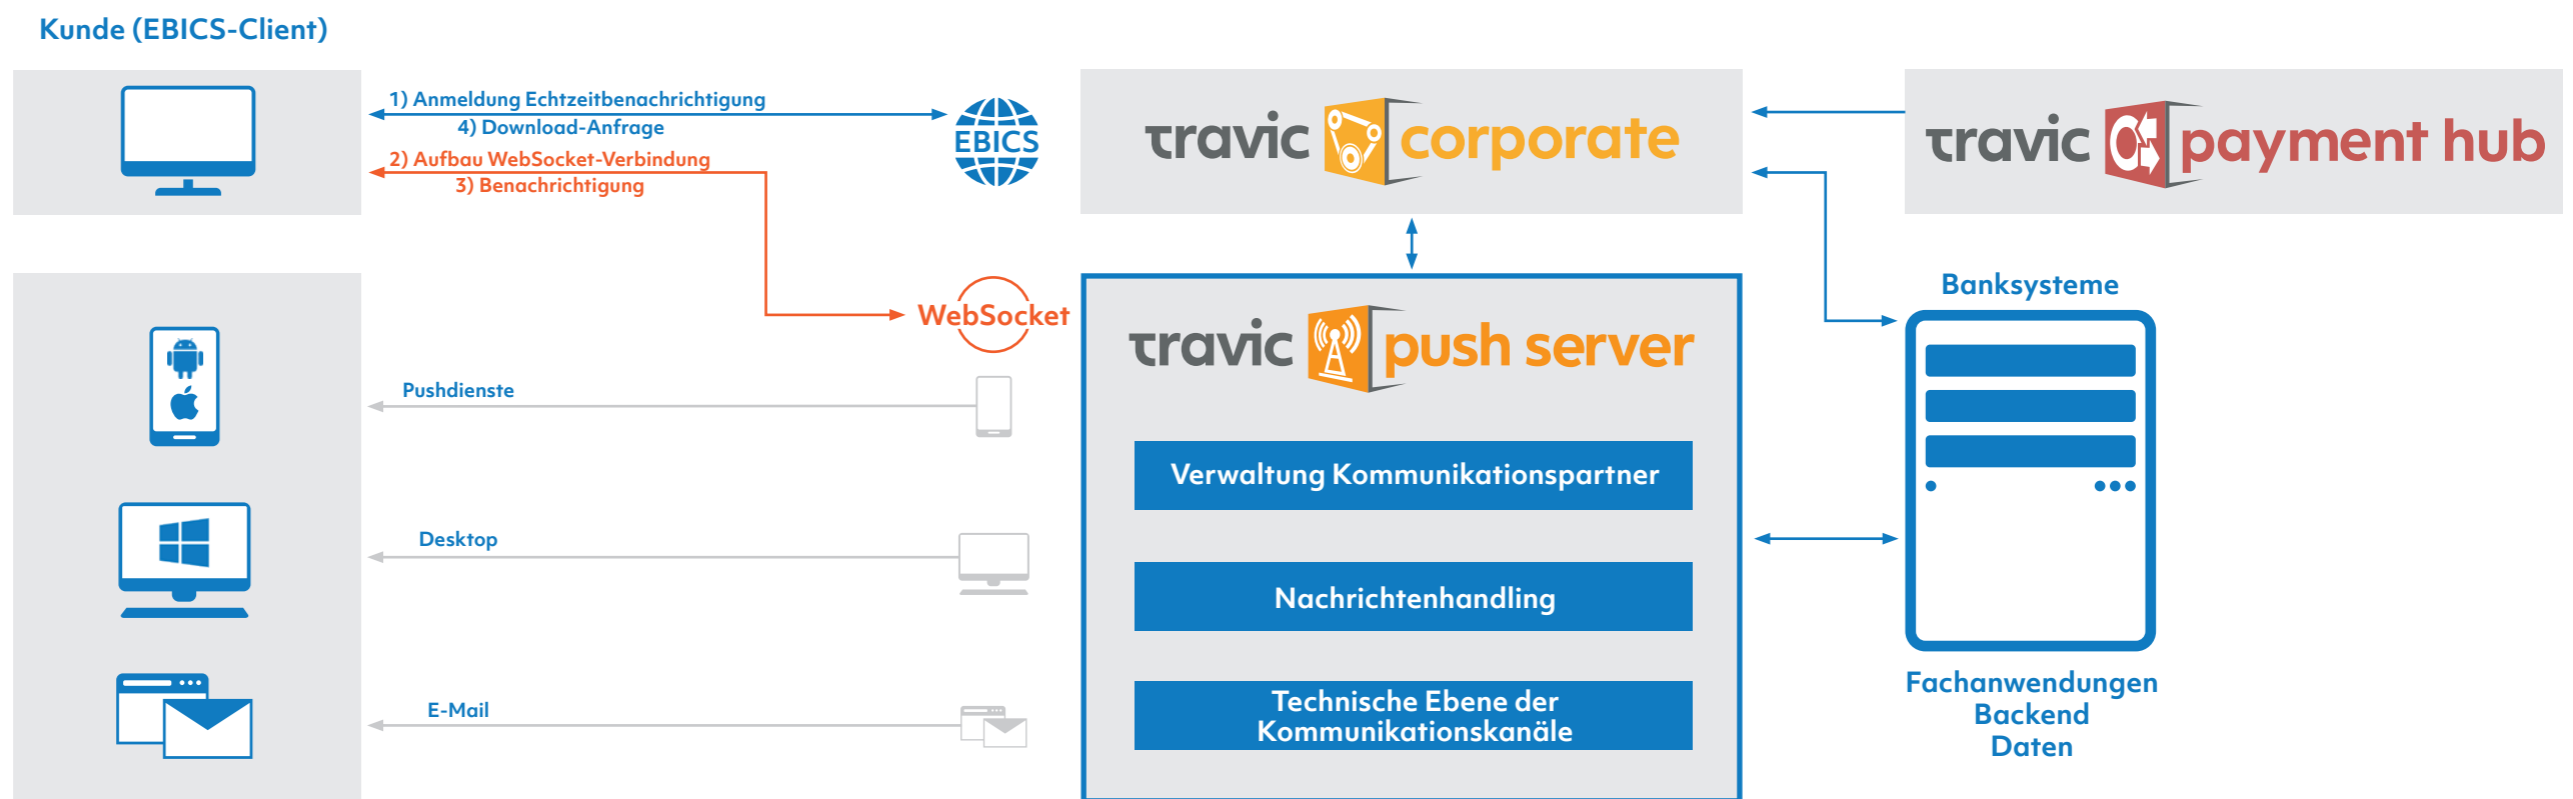 Kunde (EBICS-Client)
1) Anmeldung Echtzeitbenachrichtigung
4) Download-Anfrage
2) Aufbau WebSocket-Verbindung
3) Benachrichtigung
EBICS
travic corporate
travic payment hub
WebSocket
travic push server
Banksysteme
Pushdienste
Verwaltung Kommunikationspartner
Desktop
Nachrichtenhandling
E-Mail
Technische Ebene der
Kommunikationskanäle
Fachanwendungen
Backend
Daten